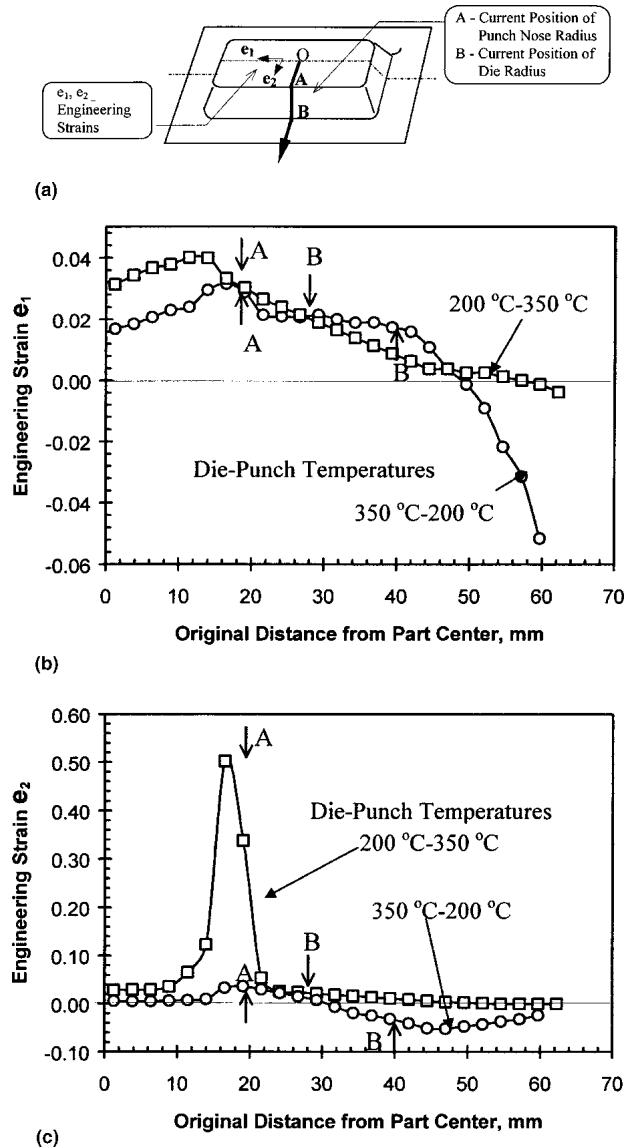 A - Current Position of
Punch Nose Radius
B - Current Position of
Die Radius
e1
O
e2
A
B
e1, e2 -
Engineering
Strains
(a)
Engineering Strain e1
0.04
0.02
0.00
-0.02
-0.04
-0.06
A
B
A
B
200 °C-350 °C
Die-Punch Temperatures
350 °C-200 °C
0 10 20 30 40 50 60 70
Original Distance from Part Center, mm
(b)
Engineering Strain e2
0.60
0.50
0.40
0.30
0.20
0.10
0.00
-0.10
A
Die-Punch Temperatures
200 °C-350 °C
350 °C-200 °C
B
A
B
0 10 20 30 40 50 60 70
Original Distance from Part Center, mm
(c)